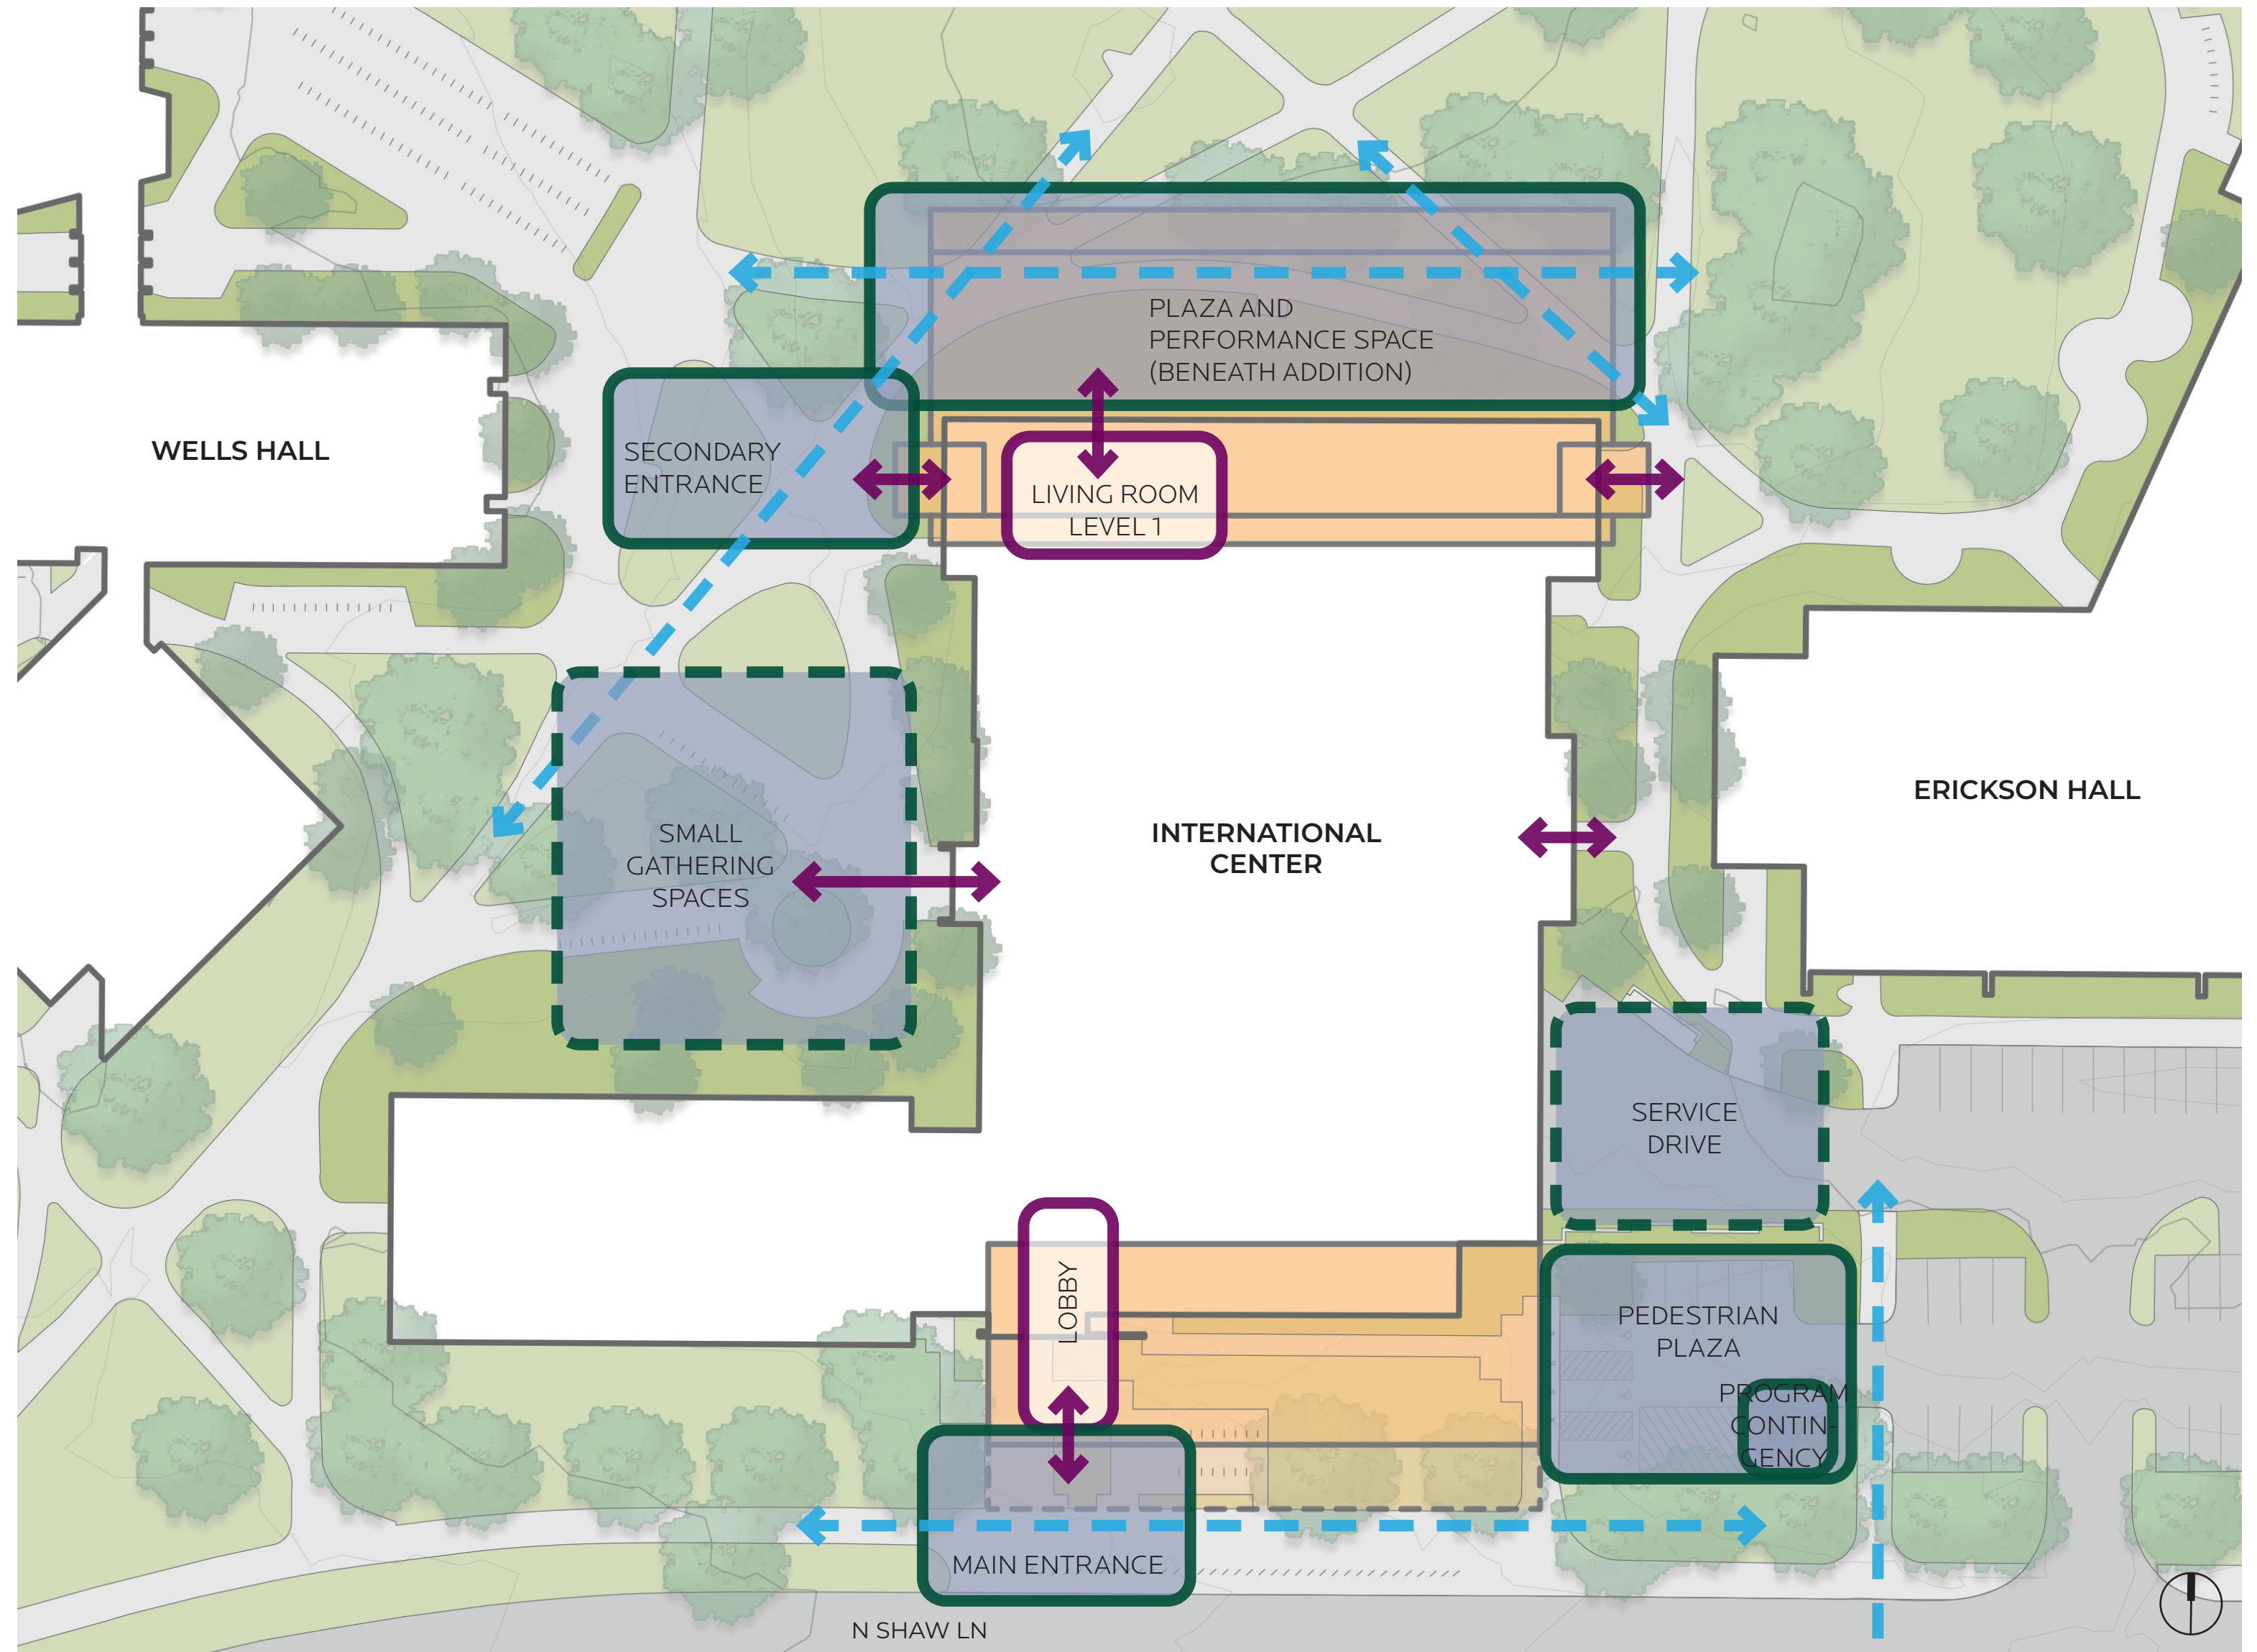 PLAZA AND
PERFORMANCE SPACE
(BENEATH ADDITION)
WELLS HALL
SECONDARY
ENTRANCE
LIVING ROOM
LEVEL 1
SMALL
GATHERING
SPACES
INTERNATIONAL
CENTER
ERICKSON HALL
SERVICE
DRIVE
LOBBY
PEDESTRIAN
PLAZA
PROGRAM
CONTIN-
GENCY
MAIN ENTRANCE
N SHAW LN